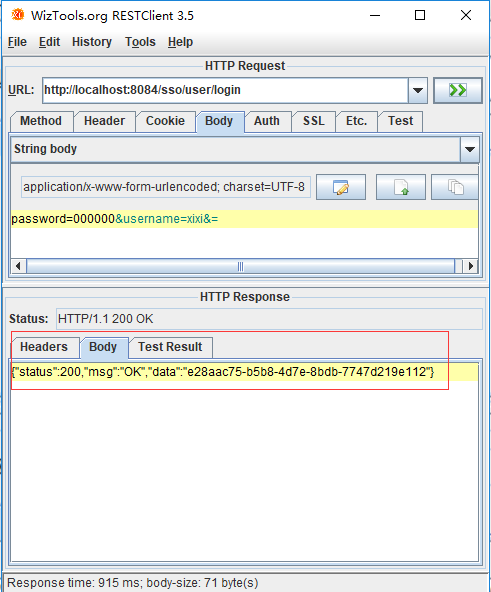 WizTools.org RESTClient 3.5
File Edit History Tools Help
HTTP Request
URL: http://localhost:8084/sso/user/login
Method Header Cookie Body Auth SSL Etc. Test
String body
application/x-www-form-urlencoded; charset=UTF-8
password=000000&username=xixi&=
HTTP Response
Status: HTTP/1.1 200 OK
Headers Body Test Result
{"status":200,"msg":"OK","data":"e28aac75-b5b8-4d7e-8bdb-7747d219e112"}
Response time: 915 ms; body-size: 71 byte(s)